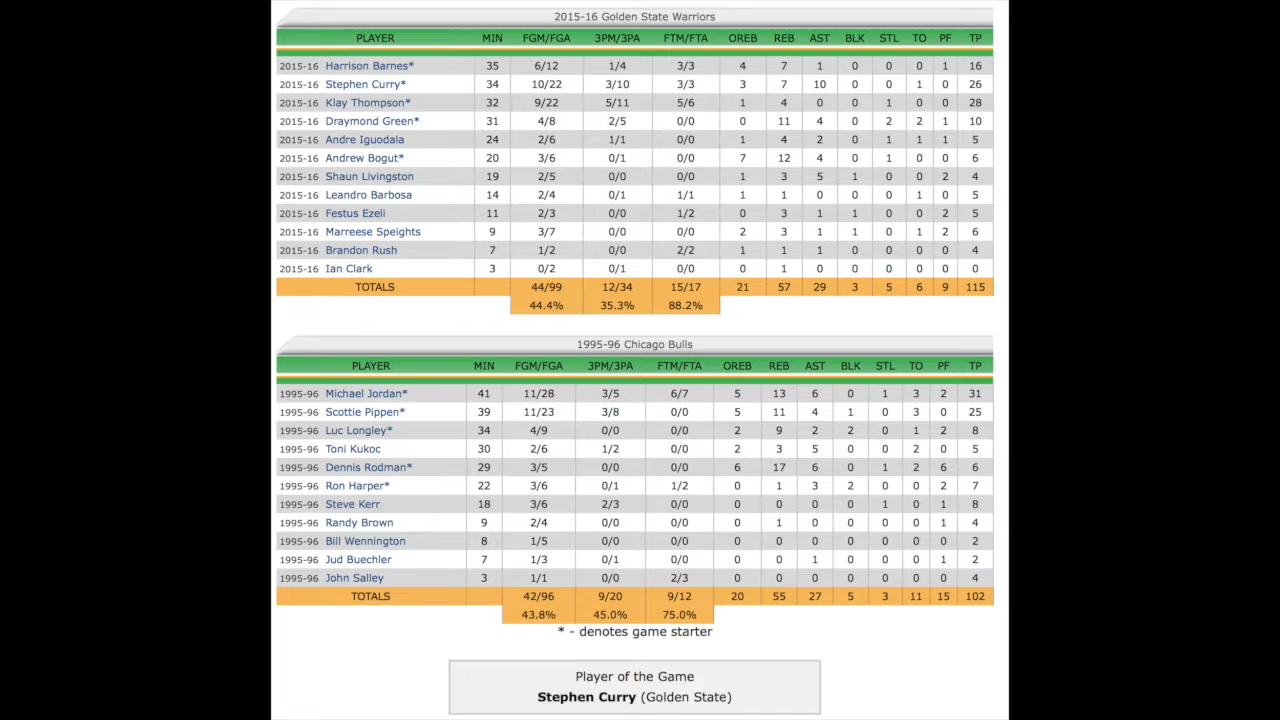 2015-16 Golden State Warriors
PLAYER MIN FGM/FGA 3PM/3PA FTM/FTA OREB REB AST BLK STL TO PF TP
2015-16 Harrison Barnes* 35 6/12 1/4 3/3 4 7 1 0 0 0 1 16
2015-16 Stephen Curry* 34 10/22 3/10 3/3 3 7 10 0 0 1 0 26
2015-16 Klay Thompson* 32 9/22 5/11 5/6 1 4 0 0 1 0 0 28
2015-16 Draymond Green* 31 4/8 2/5 0/0 0 11 4 0 2 2 1 10
2015-16 Andre Iguodala 24 2/6 1/1 0/0 1 4 2 0 1 1 1 5
2015-16 Andrew Bogut* 20 3/6 0/1 0/0 7 12 4 0 1 0 0 6
2015-16 Shaun Livingston 19 2/5 0/0 0/0 1 3 5 1 0 0 2 4
2015-16 Leandro Barbosa 14 2/4 0/1 1/1 1 1 0 0 0 1 0 5
2015-16 Festus Ezeli 11 2/3 0/0 1/2 0 3 1 1 0 0 2 5
2015-16 Marreese Speights 9 3/7 0/0 0/0 2 3 1 1 0 1 2 6
2015-16 Brandon Rush 7 1/2 0/0 2/2 1 1 1 0 0 0 0 4
2015-16 Ian Clark 3 0/2 0/1 0/0 0 1 0 0 0 0 0 0
TOTALS 44/99 12/34 15/17 21 57 29 3 5 6 9 115
44.4% 35.3% 88.2%
1995-96 Chicago Bulls
PLAYER MIN FGM/FGA 3PM/3PA FTM/FTA OREB REB AST BLK STL TO PF TP
1995-96 Michael Jordan* 41 11/28 3/5 6/7 5 13 6 0 1 3 2 31
1995-96 Scottie Pippen* 39 11/23 3/8 0/0 5 11 4 1 0 3 0 25
1995-96 Luc Longley* 34 4/9 0/0 0/0 2 9 2 2 0 1 2 8
1995-96 Toni Kukoc 30 2/6 1/2 0/0 2 3 5 0 0 2 0 5
1995-96 Dennis Rodman* 29 3/5 0/0 0/0 6 17 6 0 1 2 6 6
1995-96 Ron Harper* 22 3/6 0/1 1/2 0 1 3 2 0 0 2 7
1995-96 Steve Kerr 18 3/6 2/3 0/0 0 0 0 0 1 0 1 8
1995-96 Randy Brown 9 2/4 0/0 0/0 0 1 0 0 0 0 1 4
1995-96 Bill Wennington 8 1/5 0/0 0/0 0 0 0 0 0 0 0 2
1995-96 Jud Buechler 7 1/3 0/1 0/0 0 0 1 0 0 0 1 2
1995-96 John Salley 3 1/1 0/0 2/3 0 0 0 0 0 0 0 4
TOTALS 42/96 9/20 9/12 20 55 27 5 3 11 15 102
43.8% 45.0% 75.0%
* - denotes game starter
Player of the Game
Stephen Curry (Golden State)